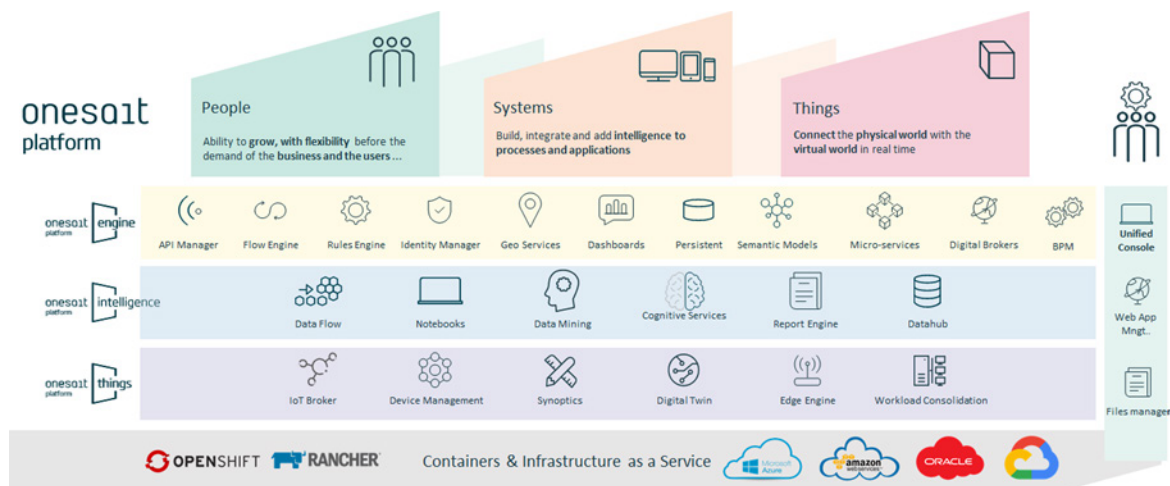 onesait
platform
People
Ability to grow, with flexibility before the
demand of the business and the users ...
Systems
Build, integrate and add intelligence to
processes and applications
Things
Connect the physical world with the
virtual world in real time
onesait
platform
engine
API Manager
Flow Engine
Rules Engine
Identity Manager
Geo Services
Dashboards
Persistent
Semantic Models
Micro-services
Digital Brokers
BPM
onesait
platform
intelligence
Data Flow
Notebooks
Data Mining
Cognitive Services
Report Engine
Datahub
onesait
platform
things
IoT Broker
Device Management
Synoptics
Digital Twin
Edge Engine
Workload Consolidation
Unified
Console
Web App
Mngt..
Files manager
OPENSHIFT
RANCHER
Containers & Infrastructure as a Service
Microsoft
Azure
amazon
webservices
ORACLE